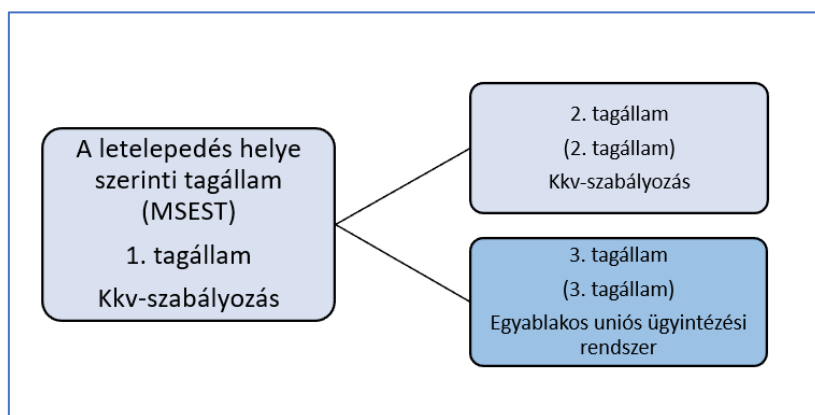 A letelepedés helye
szerinti tagállam
(MSEST)
1. tagállam
Kkv-szabályozás
2. tagállam
(2. tagállam)
Kkv-szabályozás
3. tagállam
(3. tagállam)
Egyablakos uniós ügyintézési
rendszer